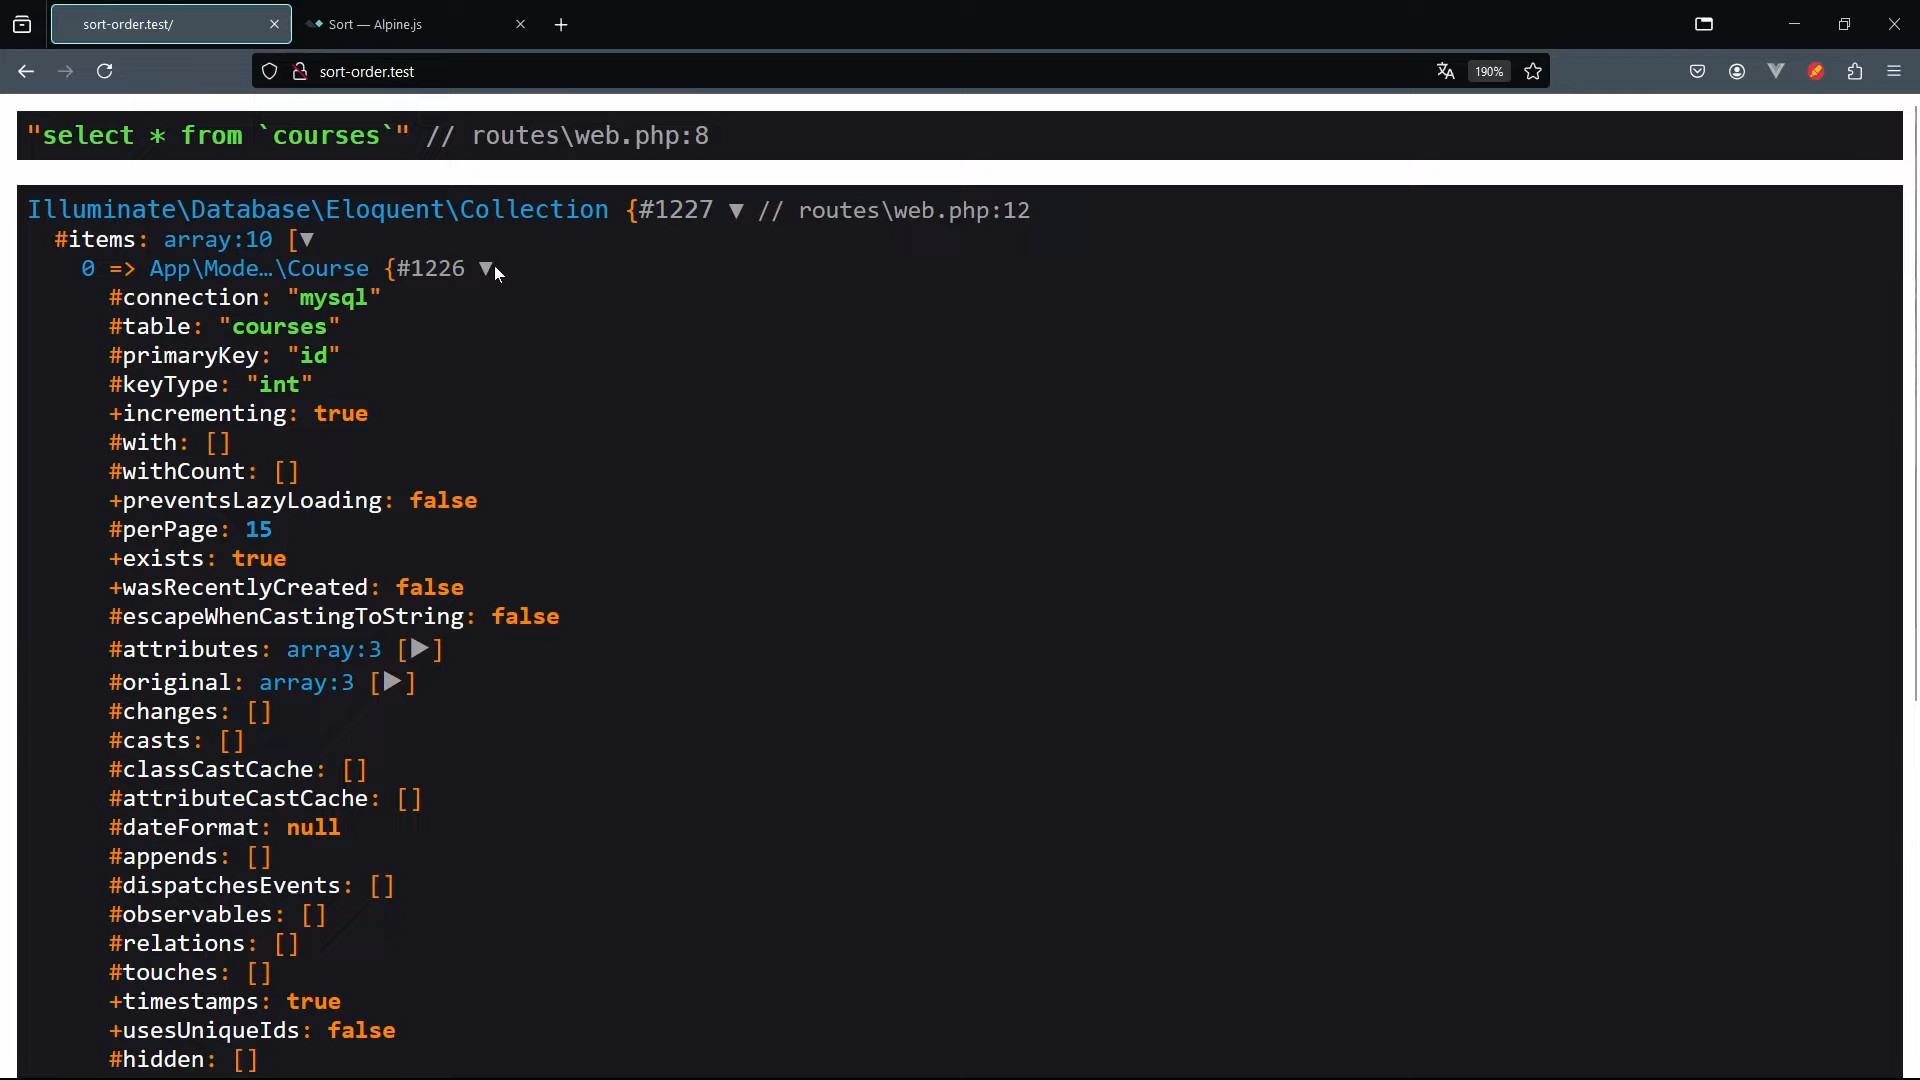 sort-order.test/
Sort — Alpine.js
sort-order.test
190%
"select * from `courses`" // routes\web.php:8
Illuminate\Database\Eloquent\Collection {#1227 ▼ // routes\web.php:12
#items: array:10 [▼
0 => App\Mode…\Course {#1226 ▼
#connection: "mysql"
#table: "courses"
#primaryKey: "id"
#keyType: "int"
+incrementing: true
#with: []
#withCount: []
+preventsLazyLoading: false
#perPage: 15
+exists: true
+wasRecentlyCreated: false
#escapeWhenCastingToString: false
#attributes: array:3 [▶]
#original: array:3 [▶]
#changes: []
#casts: []
#classCastCache: []
#attributeCastCache: []
#dateFormat: null
#appends: []
#dispatchesEvents: []
#observables: []
#relations: []
#touches: []
+timestamps: true
+usesUniqueIds: false
#hidden: []